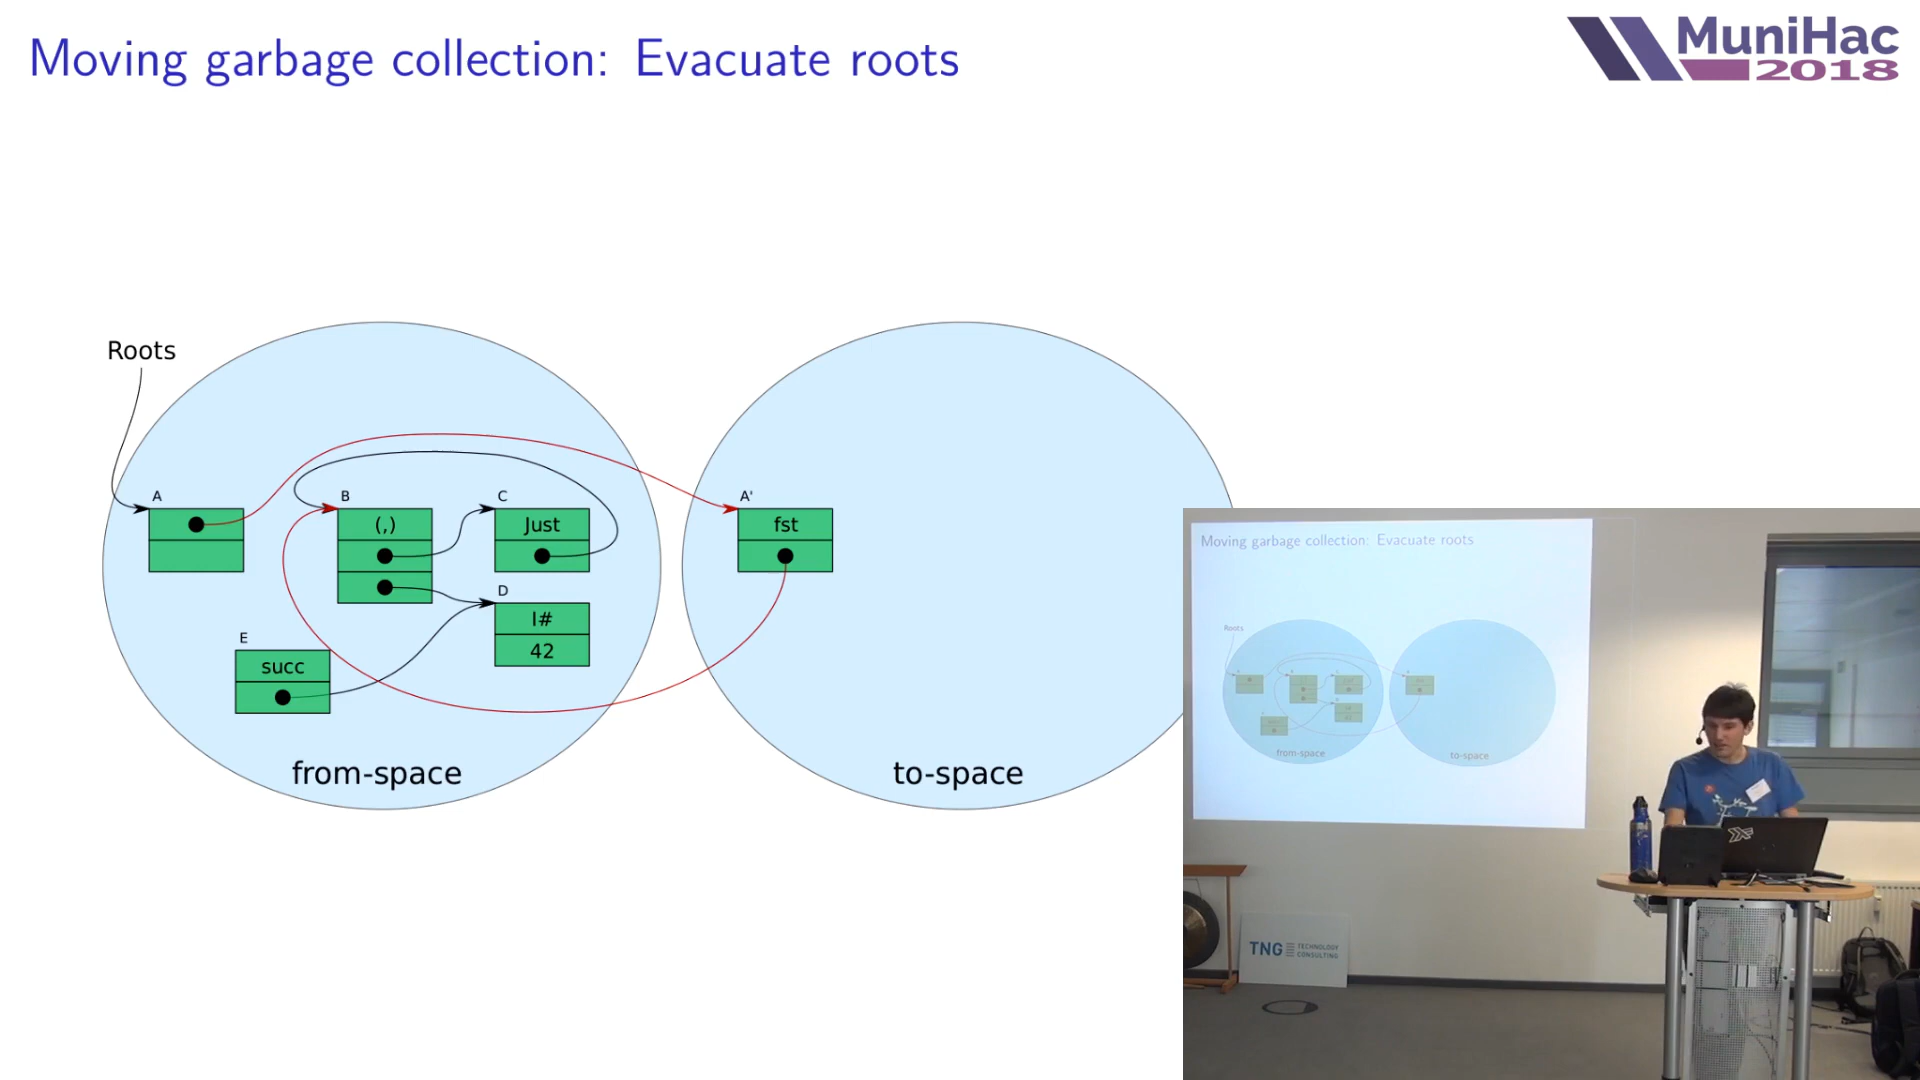 Moving garbage collection: Evacuate roots
MuniHac
2018
Roots
A
B
C
A'
(,)
Just
fst
D
I#
42
E
succ
from-space
to-space
Moving garbage collection: Evacuate roots
Roots
from-space
to-space
TNG TECHNOLOGY
CONSULTING